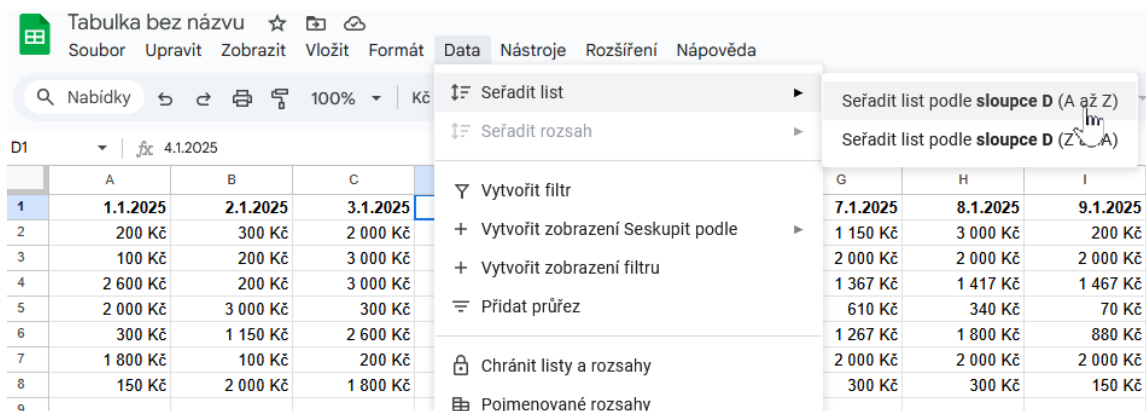 Tabulka bez názvu
Soubor Upravit Zobrazit Vložit Formát Data Nástroje Rozšíření Nápověda
Nabídky 100% Kč
Seřadit list
Seřadit list podle sloupce D (A až Z)
Seřadit rozsah
Seřadit list podle sloupce D (Z A)
D1 fx 4.1.2025
Vytvořit filtr
Vytvořit zobrazení Seskupit podle
Vytvořit zobrazení filtru
Přidat průřez
Chránit listy a rozsahy
Pojmenované rozsahy
A B C G H I
1 1.1.2025 2.1.2025 3.1.2025 7.1.2025 8.1.2025 9.1.2025
2 200 Kč 300 Kč 2 000 Kč 1 150 Kč 3 000 Kč 200 Kč
3 100 Kč 200 Kč 3 000 Kč 2 000 Kč 2 000 Kč 2 000 Kč
4 2 600 Kč 200 Kč 3 000 Kč 1 367 Kč 1 417 Kč 1 467 Kč
5 2 000 Kč 3 000 Kč 300 Kč 610 Kč 340 Kč 70 Kč
6 300 Kč 1 150 Kč 2 600 Kč 1 267 Kč 1 800 Kč 880 Kč
7 1 800 Kč 100 Kč 200 Kč 2 000 Kč 2 000 Kč 2 000 Kč
8 150 Kč 2 000 Kč 1 800 Kč 300 Kč 300 Kč 150 Kč
9